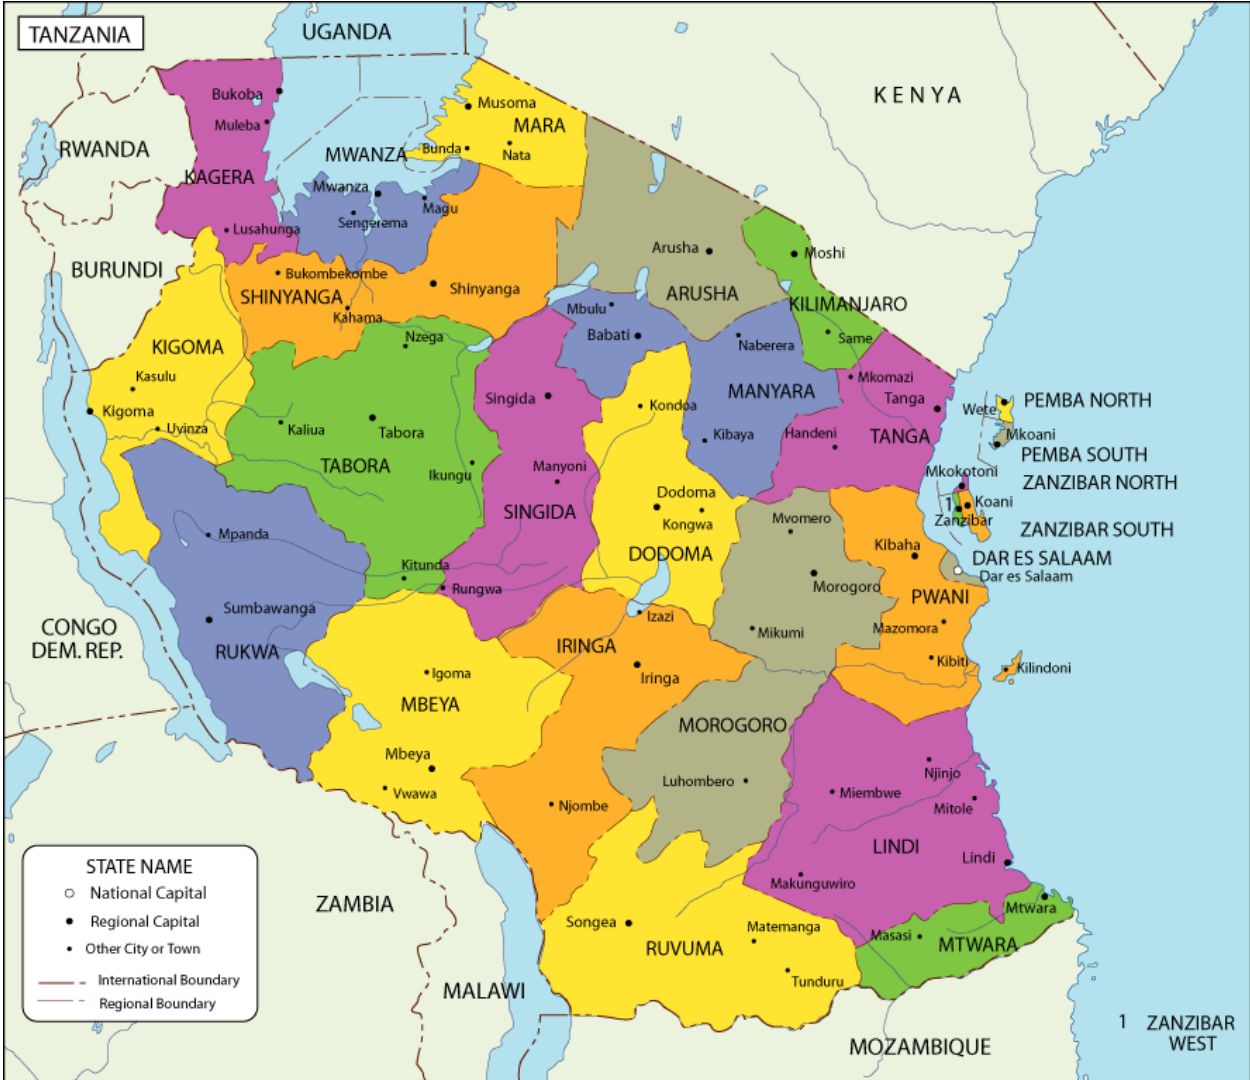 TANZANIA
UGANDA
KENYA
RWANDA
BURUNDI
Bukoba
Muleba
KAGERA
Lusahunga
MWANZA
Mwanza
Sengerema
Magu
Musoma
MARA
Bunda
Nata
Bukombekombe
SHINYANGA
Kahama
Shinyanga
Arusha
ARUSHA
Moshi
KILIMANJARO
Same
Mbulu
Babati
Naberera
MANYARA
Kibaya
KIGOMA
Kasulu
Kigoma
Uvinza
Nzega
Kaliua
Tabora
TABORA
Ikungu
Kitunda
Singida
Manyoni
SINGIDA
Rungwa
Kondoa
Dodoma
Kongwa
DODOMA
Mkomazi
Tanga
Handeni
TANGA
Wete
PEMBA NORTH
Mkoani
PEMBA SOUTH
Mkokotoni
ZANZIBAR NORTH
1
Koani
Zanzibar
ZANZIBAR SOUTH
DAR ES SALAAM
Dar es Salaam
Mvomero
Morogoro
Mikumi
Kibaha
PWANI
Mazomora
Kibiti
Kilindoni
Mpanda
Sumbawanga
RUKWA
CONGO
DEM. REP.
Izazi
IRINGA
Iringa
Njombe
Igoma
MBEYA
Mbeya
Vwawa
MOROGORO
Luhombero
Njinjo
Miembwe
Mitole
LINDI
Lindi
Makunguwiro
Mtwara
Masasi
MTWARA
Songea
RUVUMA
Matemanga
Tunduru
ZAMBIA
MALAWI
MOZAMBIQUE
STATE NAME
National Capital
Regional Capital
Other City or Town
International Boundary
Regional Boundary
1 ZANZIBAR
WEST